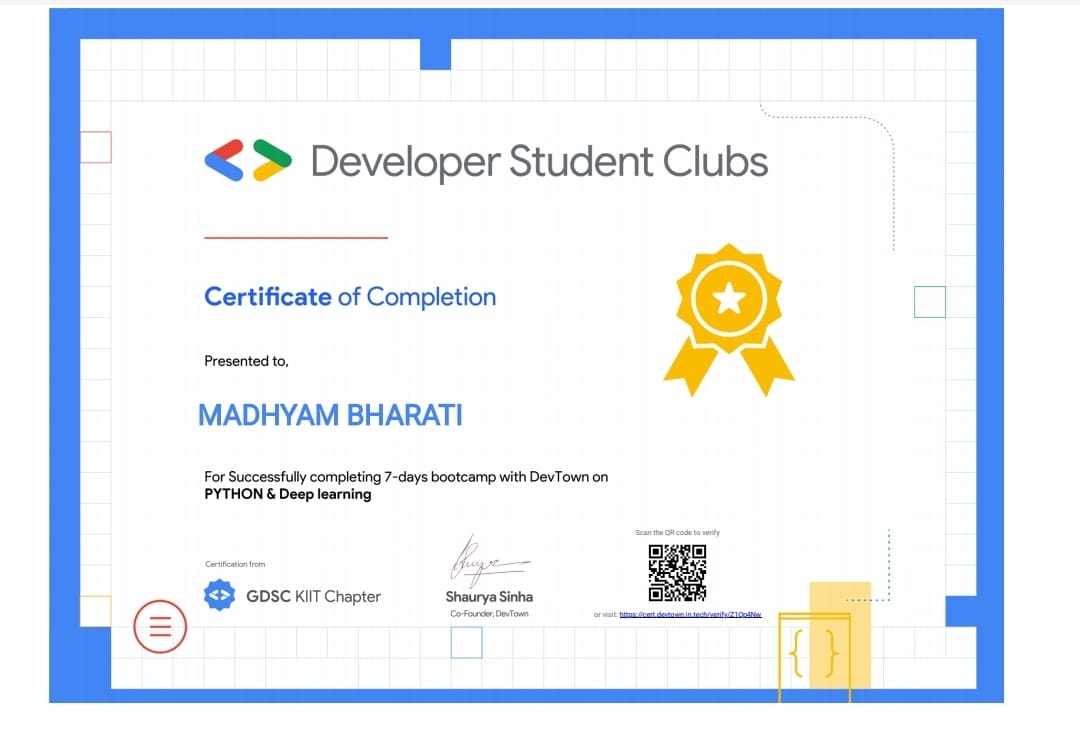 Developer Student Clubs
Certificate of Completion
Presented to,
MADHYAM BHARATI
For Successfully completing 7-days bootcamp with DevTown on
PYTHON & Deep learning
Scan the QR code to verify
Certification from
GDSC KIIT Chapter
Shaurya Sinha
Co-Founder, DevTown
or visit: https://cert.devtown.in.tech/verify/Z1Op4Nw